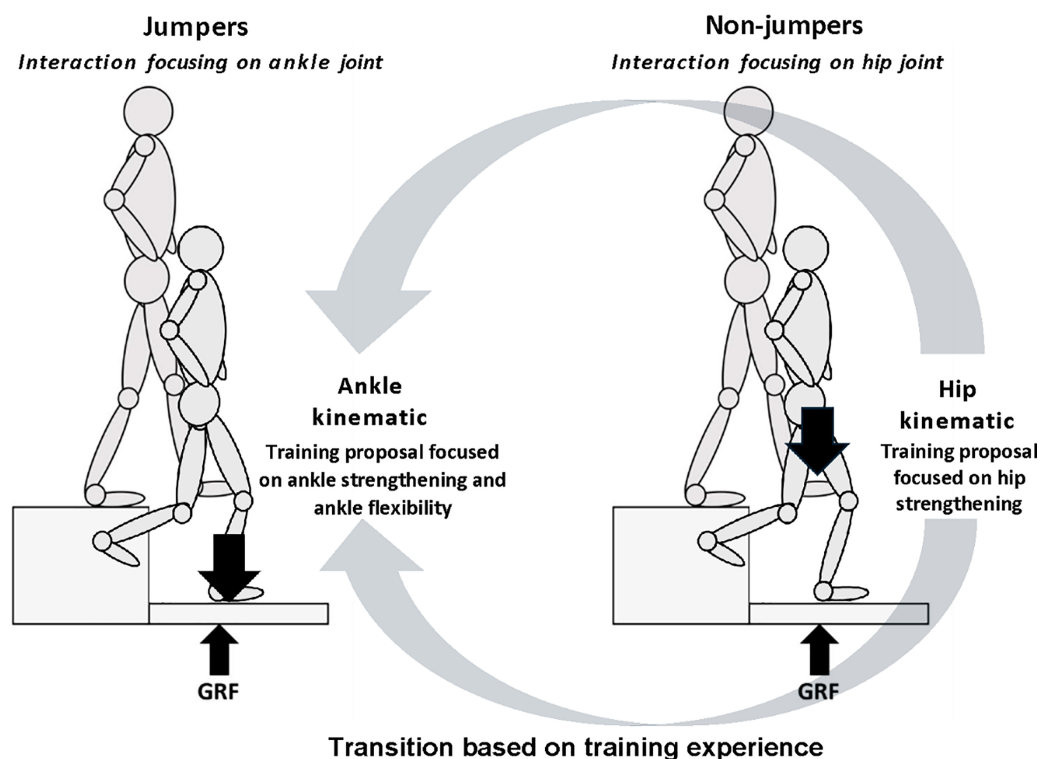 Jumpers
Interaction focusing on ankle joint
Non-jumpers
Interaction focusing on hip joint
Ankle
kinematic
Training proposal focused
on ankle strengthening and
ankle flexibility
Hip
kinematic
Training proposal
focused on hip
strengthening
GRF
GRF
Transition based on training experience